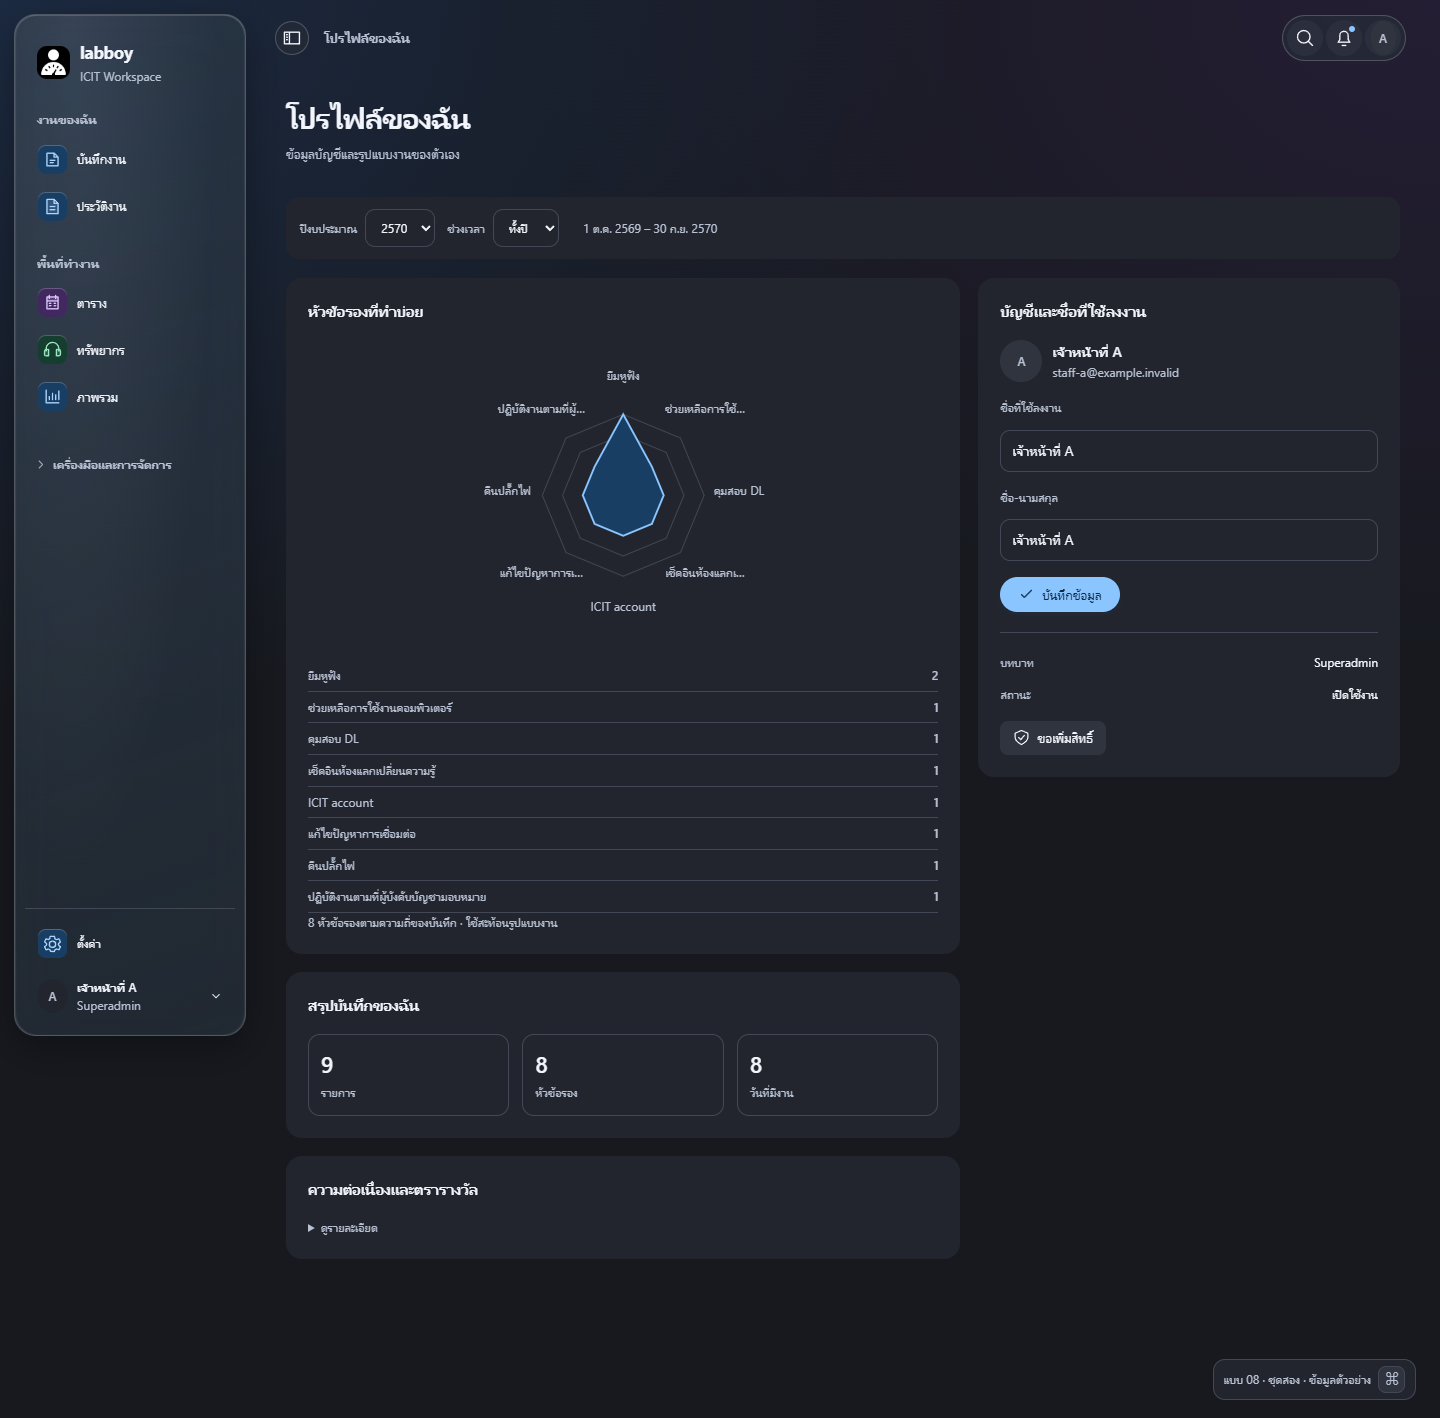 labboy
ICIT Workspace
งานของฉัน
บันทึกงาน
ประวัติงาน
พื้นที่ทำงาน
ตาราง
ทรัพยากร
ภาพรวม
เครื่องมือและการจัดการ
ตั้งค่า
A
เจ้าหน้าที่ A
Superadmin
โปรไฟล์ของฉัน
A
โปรไฟล์ของฉัน
ข้อมูลบัญชีและรูปแบบงานของตัวเอง
ปีงบประมาณ 2570 ช่วงเวลา ทั้งปี 1 ต.ค. 2569 – 30 ก.ย. 2570
หัวข้อรองที่ทำบ่อย
ยืมหูฟัง
ปฏิบัติงานตามที่ผู้... ช่วยเหลือการใช้...
คืนปลั๊กไฟ คุมสอบ DL
แก้ไขปัญหาการเ... เช็คอินห้องแลกเ...
ICIT account
ยืมหูฟัง 2
ช่วยเหลือการใช้งานคอมพิวเตอร์ 1
คุมสอบ DL 1
เช็คอินห้องแลกเปลี่ยนความรู้ 1
ICIT account 1
แก้ไขปัญหาการเชื่อมต่อ 1
คืนปลั๊กไฟ 1
ปฏิบัติงานตามที่ผู้บังคับบัญชามอบหมาย 1
8 หัวข้อรองตามความถี่ของบันทึก · ใช้สะท้อนรูปแบบงาน
สรุปบันทึกของฉัน
9
รายการ
8
หัวข้อรอง
8
วันที่มีงาน
ความต่อเนื่องและตรารางวัล
ดูรายละเอียด
บัญชีและชื่อที่ใช้ลงงาน
A
เจ้าหน้าที่ A
staff-a@example.invalid
ชื่อที่ใช้ลงงาน
เจ้าหน้าที่ A
ชื่อ-นามสกุล
เจ้าหน้าที่ A
บันทึกข้อมูล
บทบาท Superadmin
สถานะ เปิดใช้งาน
ขอเพิ่มสิทธิ์
แบบ 08 · ชุดสอง · ข้อมูลตัวอย่าง ⌘